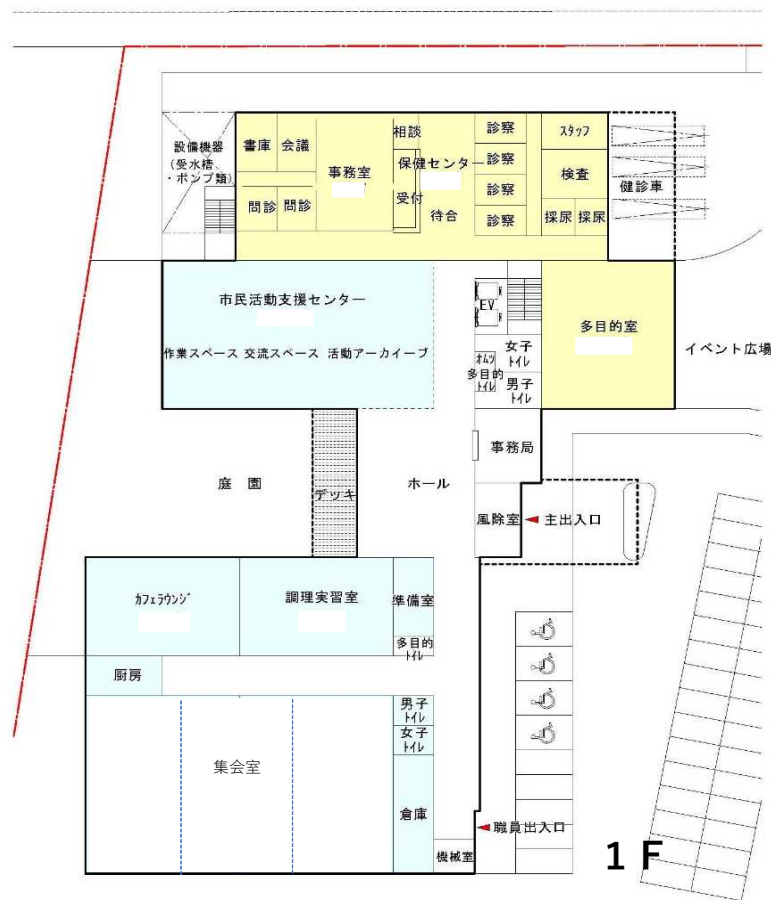 設備機器
(受水槽、
・ポンプ類)
書庫
会議
事務室
問診
問診
相談
保健センター
受付
待合
診察
診察
診察
診察
スタッフ
検査
採尿
採尿
健診車
市民活動支援センター
作業スペース 交流スペース 活動アーカイーブ
EV
女子
トイレ
オムツ
多目的
トイレ
男子
トイレ
多目的室
イベント広場
事務局
庭 園
デッキ
ホール
風除室
主出入口
カフェラウンジ
調理実習室
準備室
多目的
トイレ
厨房
男子
トイレ
女子
トイレ
集会室
倉庫
職員出入口
機械室
1F